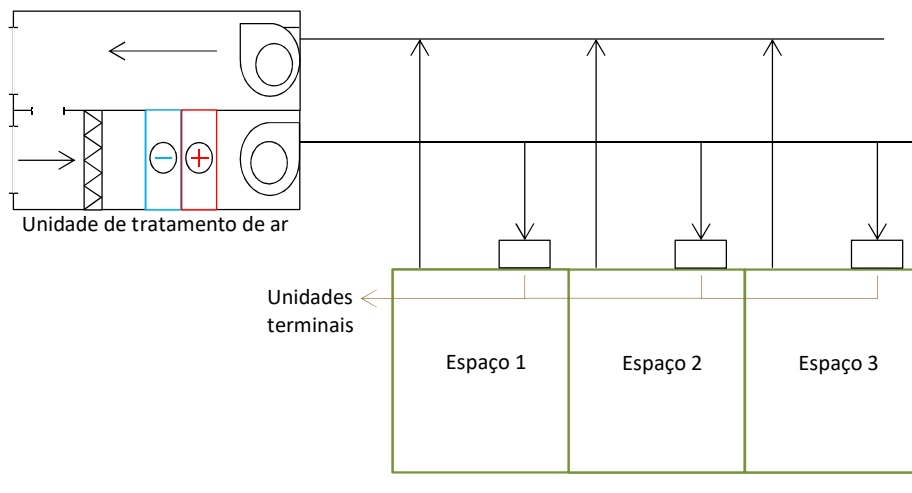 Unidade de tratamento de ar
Unidades
terminais
Espaço 1
Espaço 2
Espaço 3